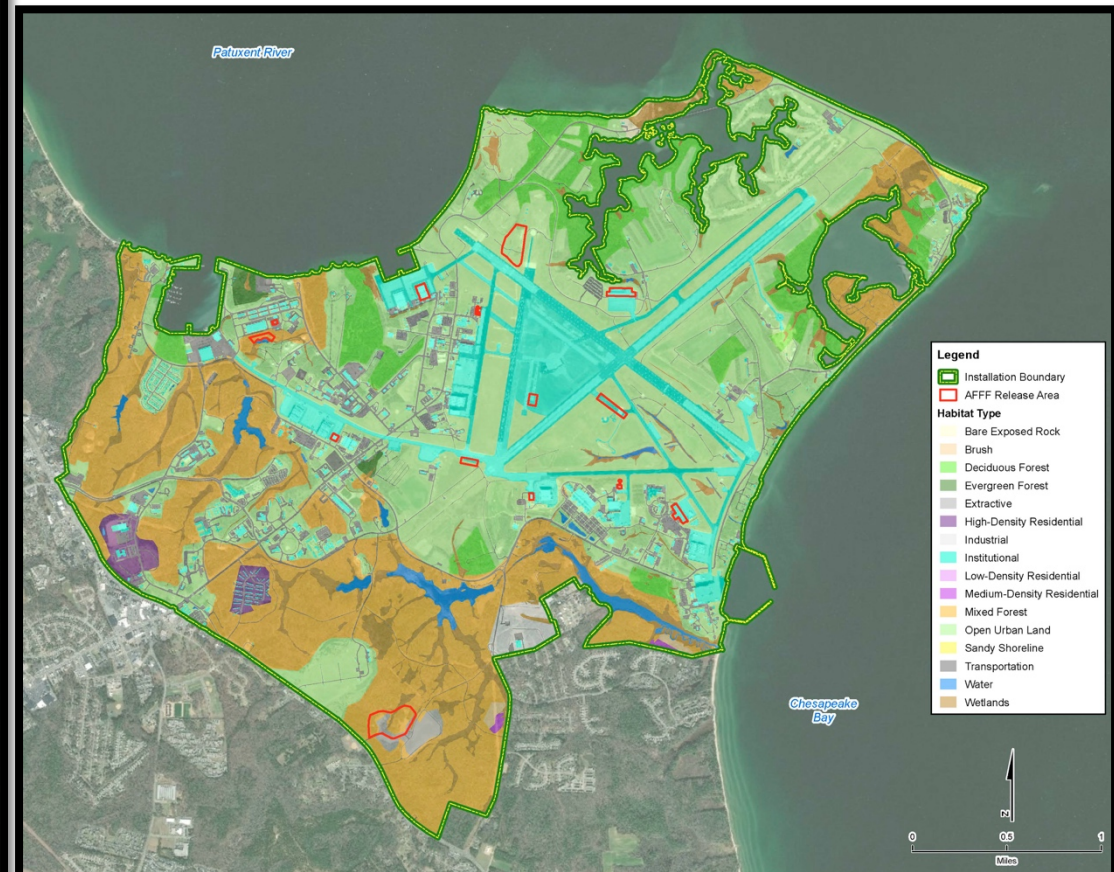 Patuxent River
Legend
Installation Boundary
AFFF Release Area
Habitat Type
Bare Exposed Rock
Brush
Deciduous Forest
Evergreen Forest
Extractive
High-Density Residential
Industrial
Institutional
Low-Density Residential
Medium-Density Residential
Mixed Forest
Open Urban Land
Sandy Shoreline
Transportation
Water
Wetlands
Chesapeake
Bay
N
0 0.5 1
Miles